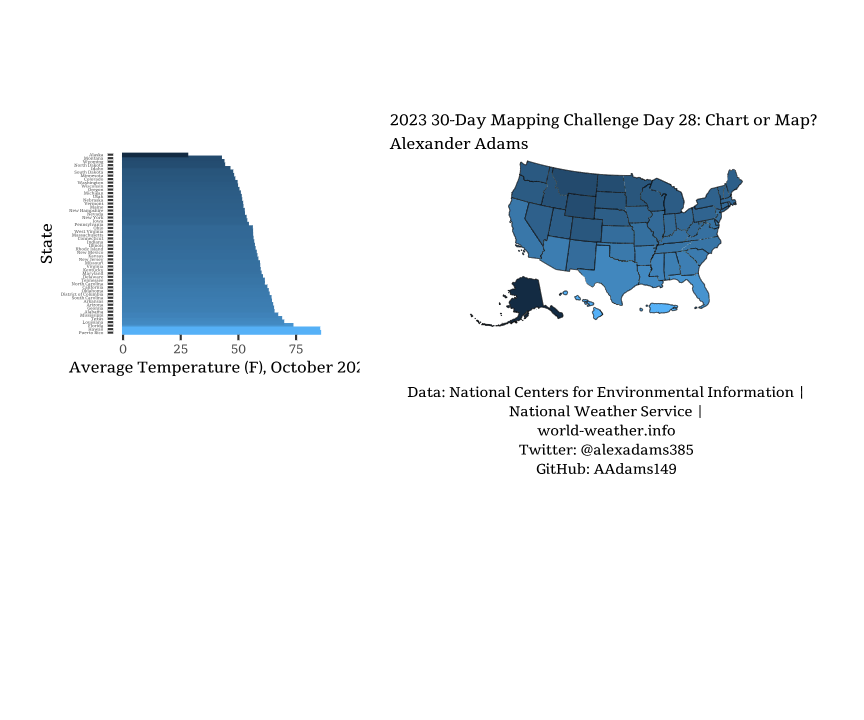 2023 30-Day Mapping Challenge Day 28: Chart or Map?
Alexander Adams
State
Alaska
Montana
Wyoming
North Dakota
Idaho
South Dakota
Minnesota
Colorado
Washington
Wisconsin
Oregon
Michigan
Utah
Nebraska
Vermont
Maine
New Hampshire
Nevada
New York
Iowa
Pennsylvania
Ohio
West Virginia
Massachusetts
Connecticut
Indiana
Illinois
Rhode Island
New Mexico
Kansas
New Jersey
Missouri
Virginia
Kentucky
Maryland
Delaware
Tennessee
North Carolina
California
Oklahoma
District of Columbia
South Carolina
Arkansas
Arizona
Georgia
Alabama
Mississippi
Texas
Louisiana
Florida
Hawaii
Puerto Rico
0 25 50 75
Average Temperature (F), October 202
Data: National Centers for Environmental Information |
National Weather Service |
world-weather.info
Twitter: @alexadams385
GitHub: AAdams149